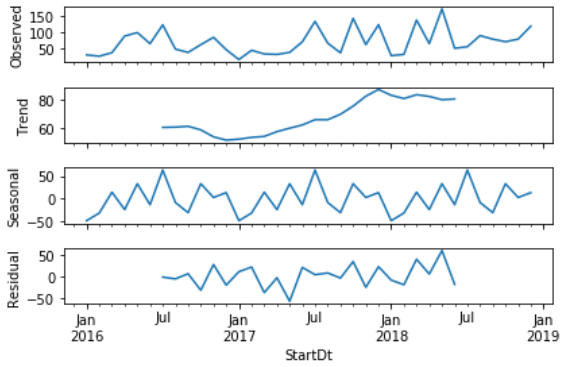 Observed
150
100
50
Trend
80
60
Seasonal
50
0
−50
Residual
50
0
−50
Jan Jul Jan Jul Jan Jul Jan
2016 2017 2018 2019
StartDt